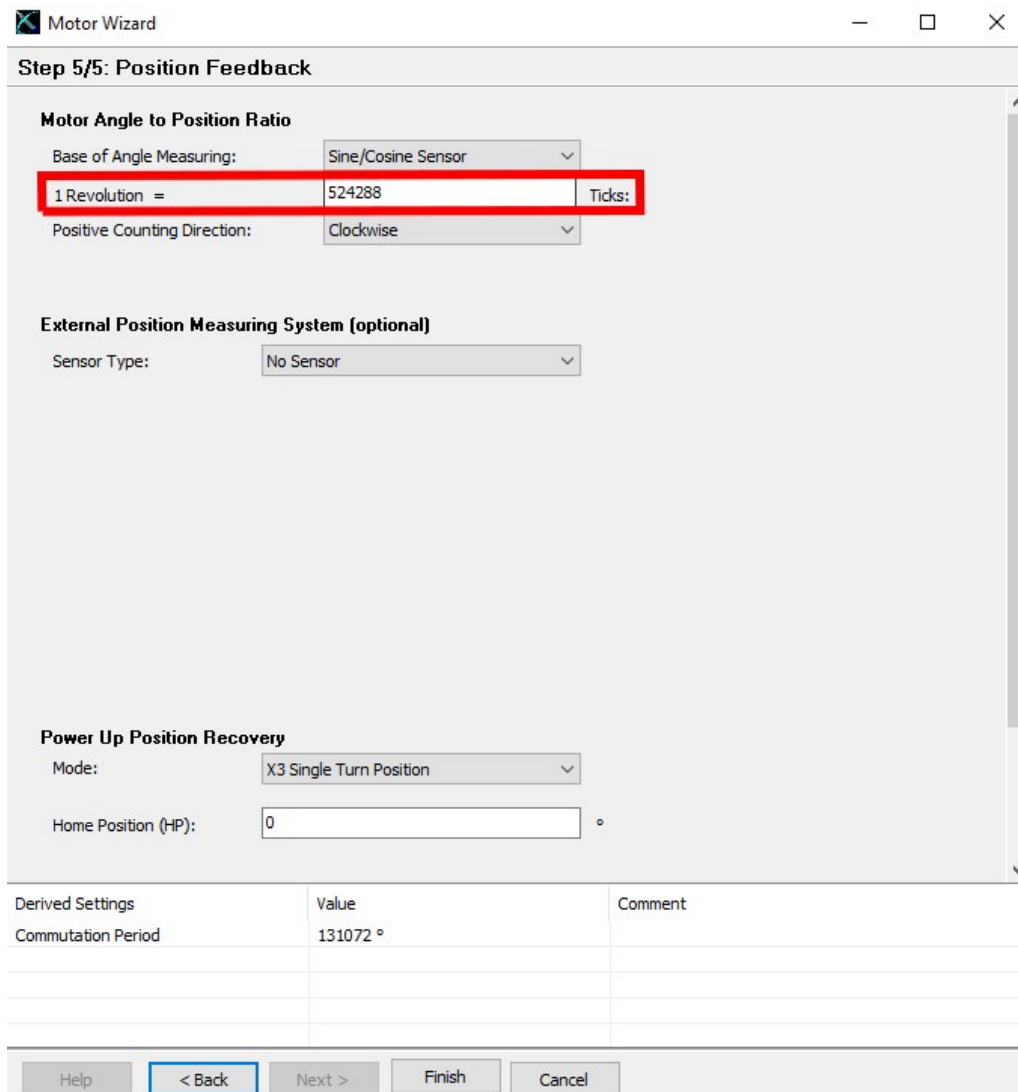 Motor Wizard
Step 5/5: Position Feedback
Motor Angle to Position Ratio
Base of Angle Measuring: Sine/Cosine Sensor
1 Revolution = 524288 Ticks:
Positive Counting Direction: Clockwise
External Position Measuring System (optional)
Sensor Type: No Sensor
Power Up Position Recovery
Mode: X3 Single Turn Position
Home Position (HP): 0 °
Derived Settings Value Comment
Commutation Period 131072 °
Help < Back Next > Finish Cancel